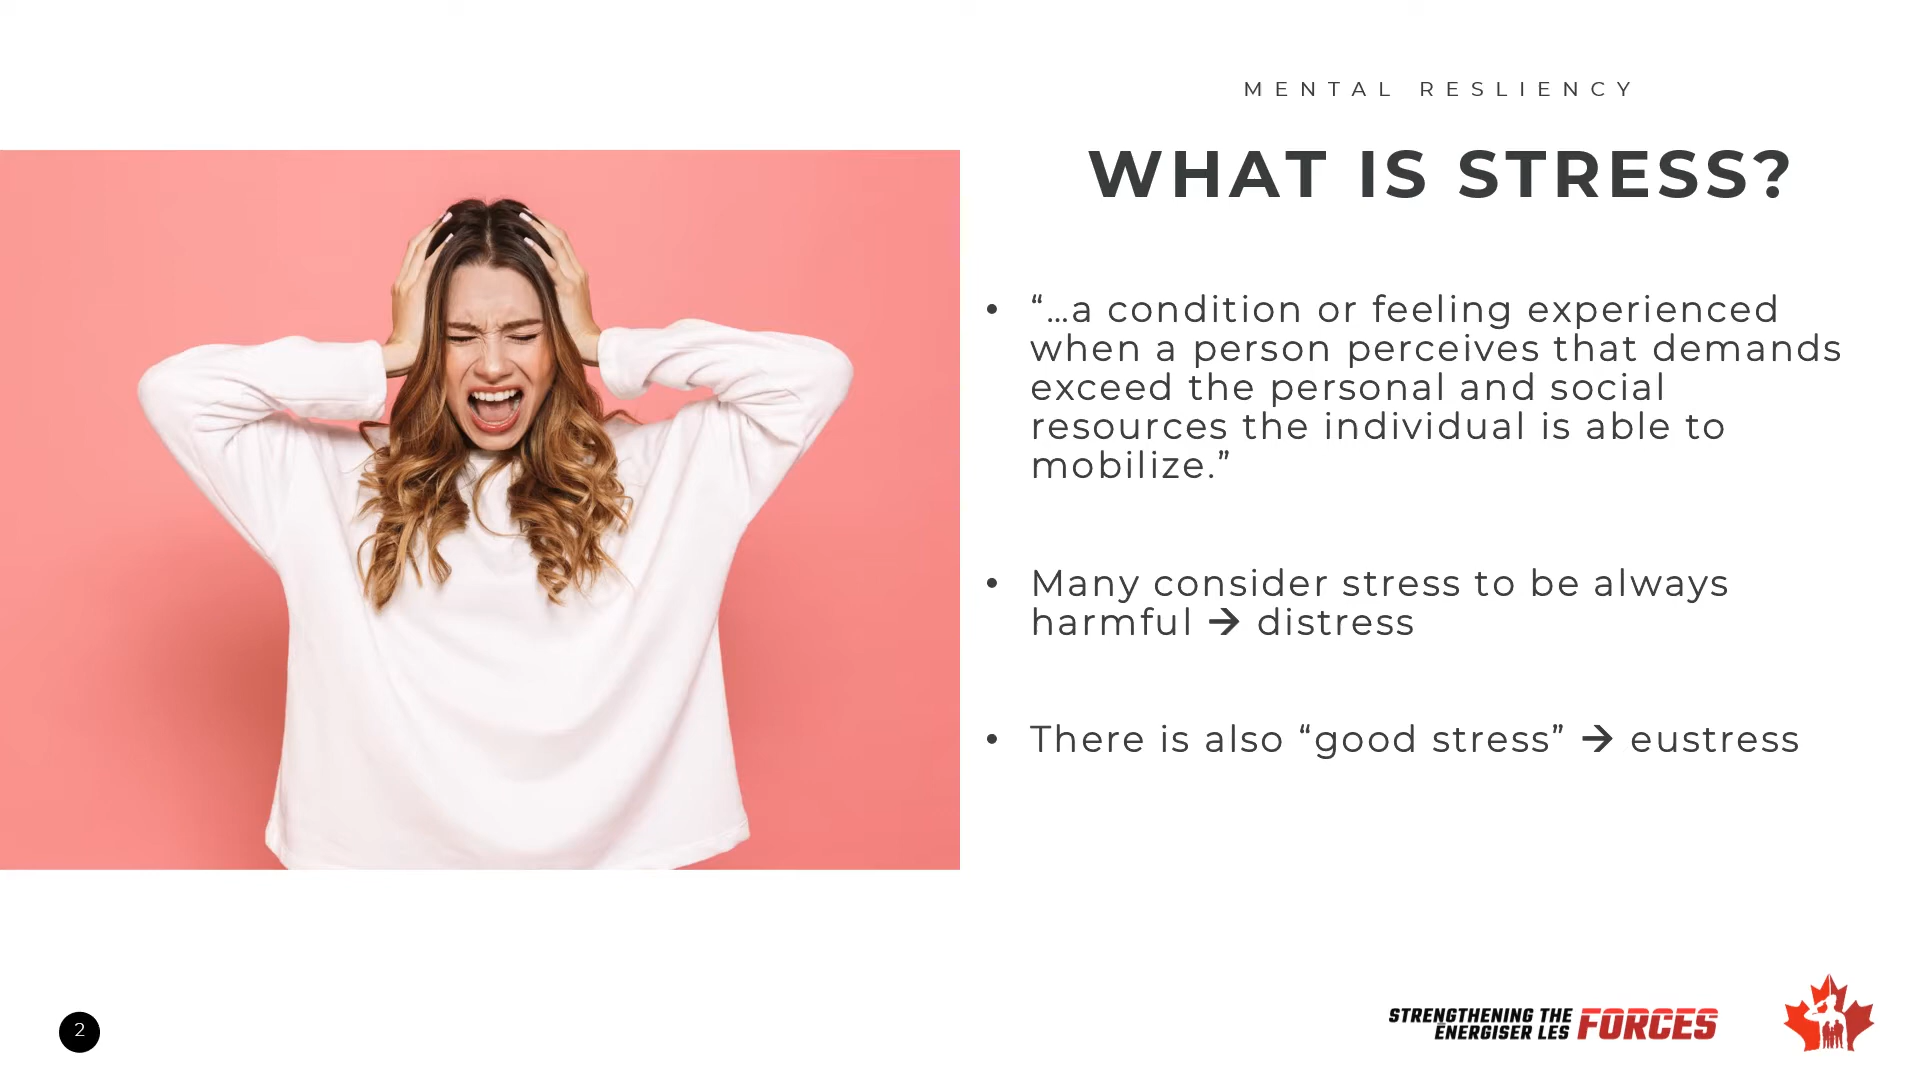 MENTAL RESLIENCY
WHAT IS STRESS?
• “…a condition or feeling experienced
when a person perceives that demands
exceed the personal and social
resources the individual is able to
mobilize.”
• Many consider stress to be always
harmful → distress
• There is also “good stress” → eustress
2
STRENGTHENING THE
ÉNERGISER LES
FORCES